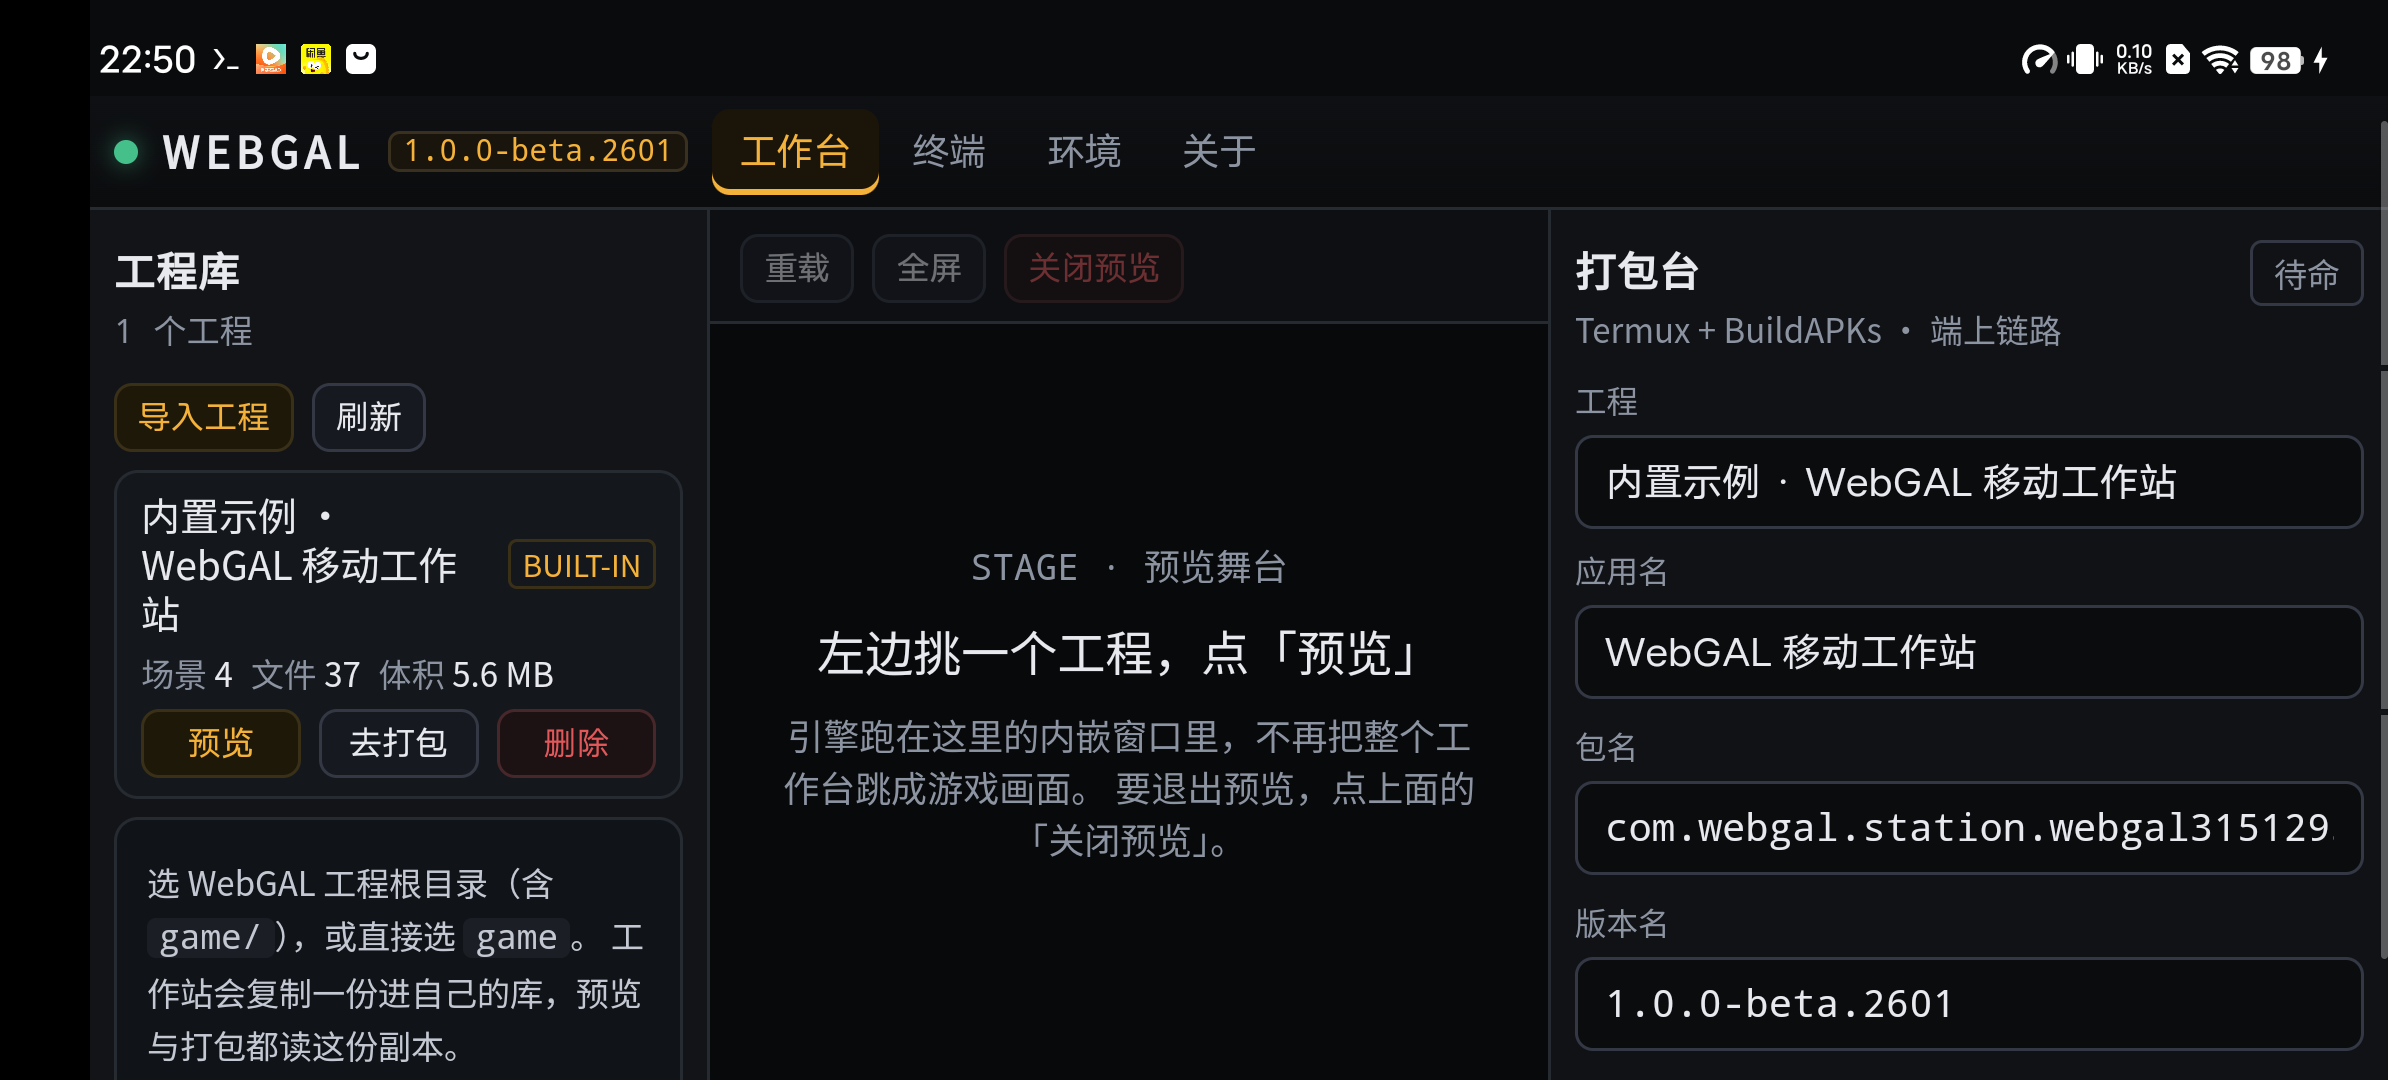 22:50
0.10
KB/s
98
WEBGAL 1.0.0-beta.2601 工作台 终端 环境 关于
工程库
1 个工程
导入工程 刷新
内置示例 ·
WebGAL 移动工作
站
BUILT-IN
场景 4 文件 37 体积 5.6 MB
预览 去打包 删除
选 WebGAL 工程根目录（含
game/ ），或直接选 game 。 工
作站会复制一份进自己的库，预览
与打包都读这份副本。
重载 全屏 关闭预览
STAGE · 预览舞台
左边挑一个工程，点「预览」
引擎跑在这里的内嵌窗口里，不再把整个工
作台跳成游戏画面。 要退出预览，点上面的
「关闭预览」。
打包台 待命
Termux + BuildAPKs · 端上链路
工程
内置示例 · WebGAL 移动工作站
应用名
WebGAL 移动工作站
包名
com.webgal.station.webgal315129
版本名
1.0.0-beta.2601